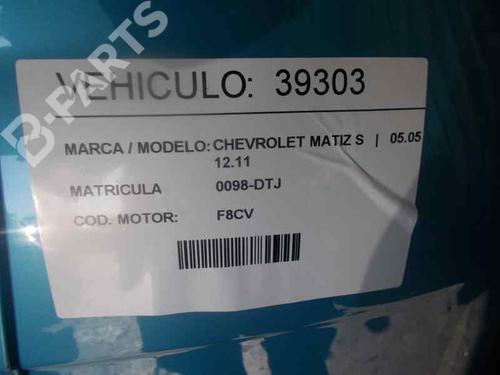 VEHICULO: 39303
MARCA / MODELO: CHEVROLET MATIZ S | 05.05
12.11
MATRICULA 0098-DTJ
COD. MOTOR: F8CV
B-PARTS